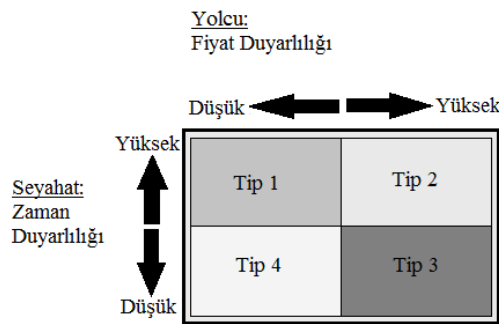 Yolcu:
Fiyat Duyarlılığı
Düşük
Yüksek
Yüksek
Seyahat:
Zaman
Duyarlılığı
Düşük
Tip 1
Tip 2
Tip 4
Tip 3